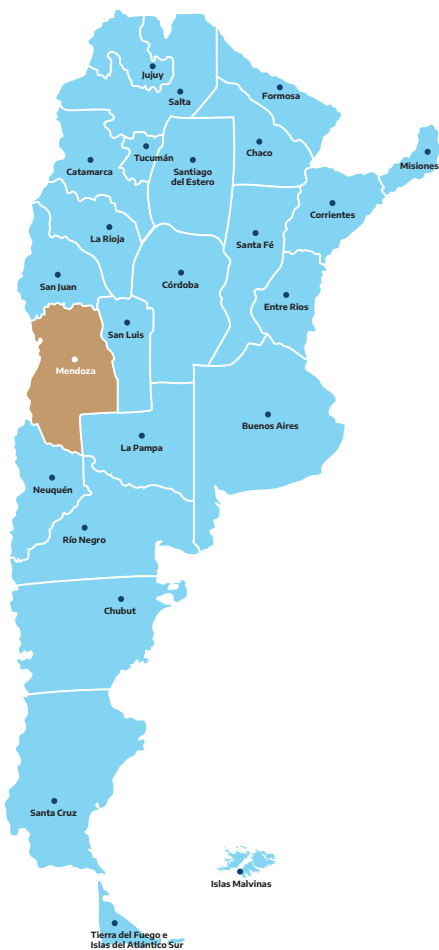 Jujuy
Salta
Formosa
Chaco
Tucumán
Santiago
del Estero
Catamarca
Misiones
Corrientes
La Rioja
Santa Fé
San Juan
Córdoba
Entre Rios
San Luis
Mendoza
Buenos Aires
La Pampa
Neuquén
Río Negro
Chubut
Santa Cruz
Islas Malvinas
Tierra del Fuego e
Islas del Atlántico Sur